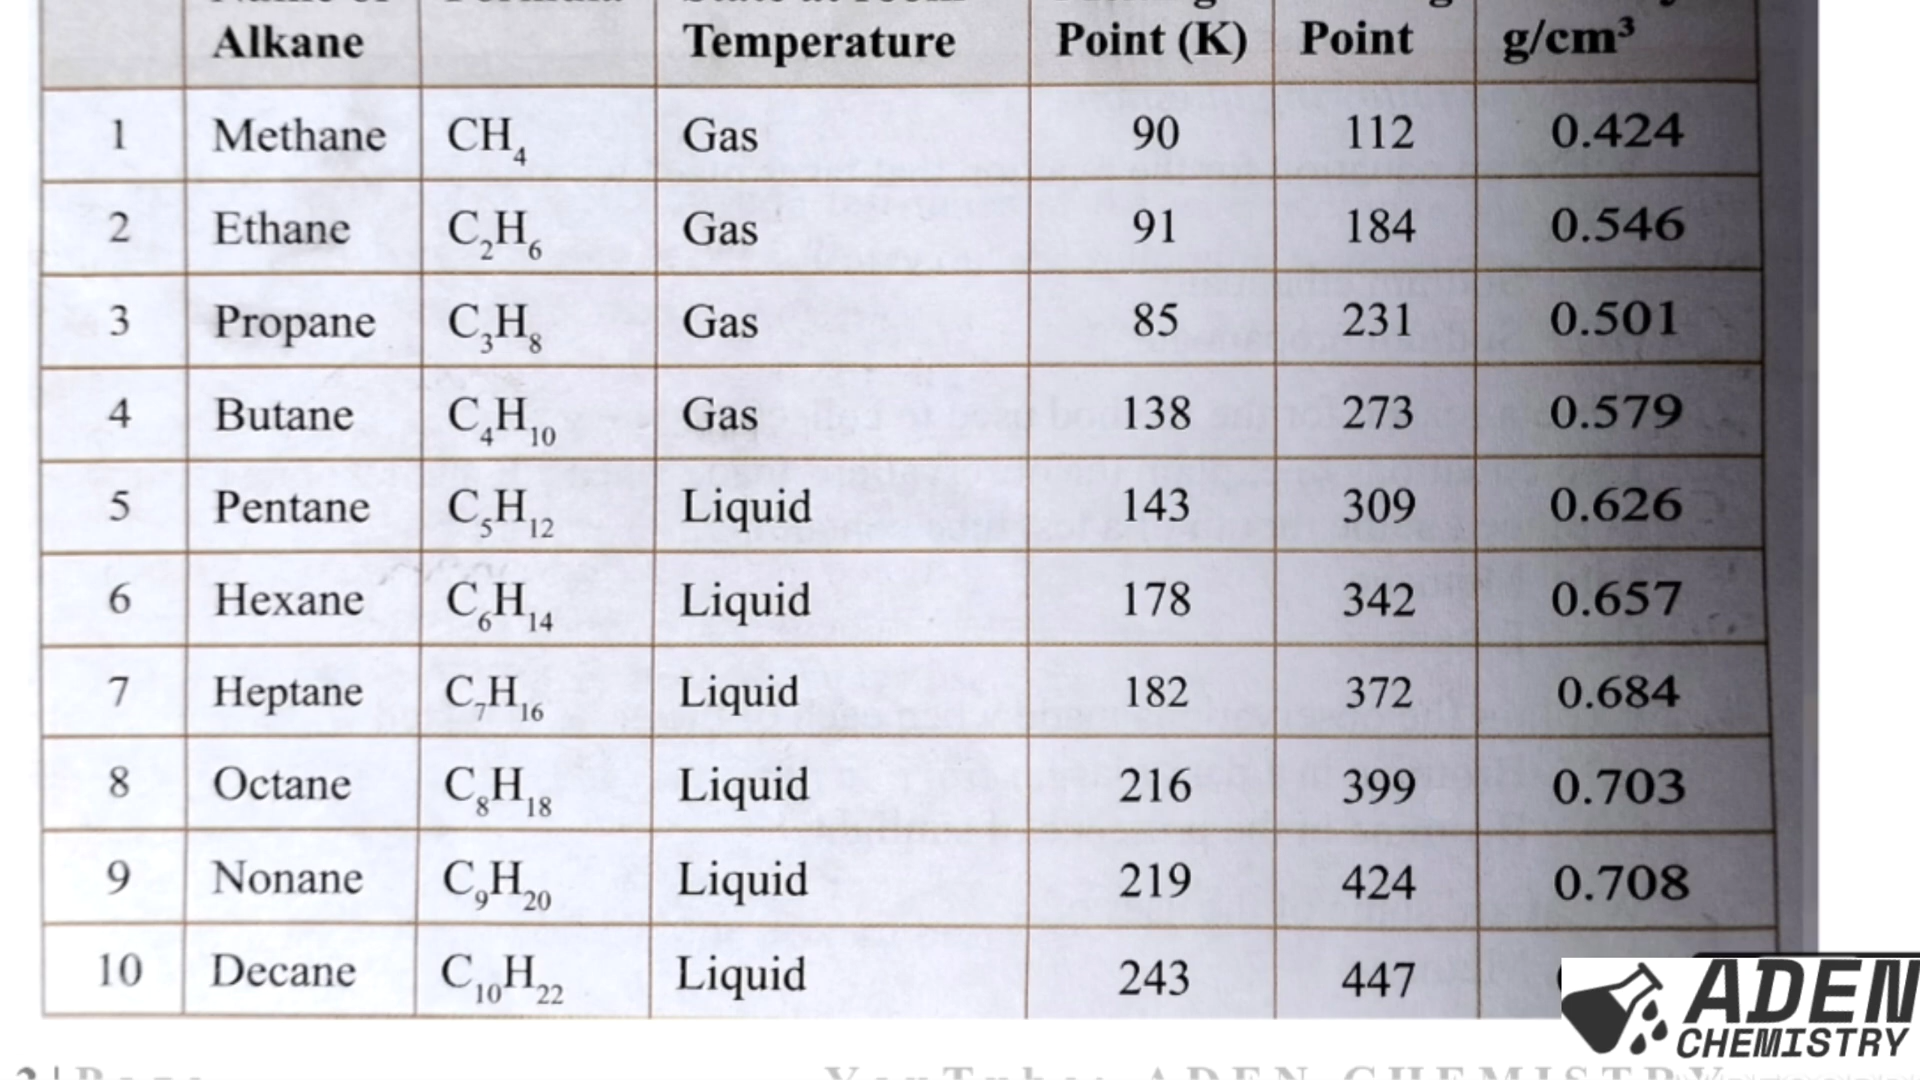 Alkane Temperature Point (K) Point g/cm³
1 Methane CH₄ Gas 90 112 0.424
2 Ethane C₂H₆ Gas 91 184 0.546
3 Propane C₃H₈ Gas 85 231 0.501
4 Butane C₄H₁₀ Gas 138 273 0.579
5 Pentane C₅H₁₂ Liquid 143 309 0.626
6 Hexane C₆H₁₄ Liquid 178 342 0.657
7 Heptane C₇H₁₆ Liquid 182 372 0.684
8 Octane C₈H₁₈ Liquid 216 399 0.703
9 Nonane C₉H₂₀ Liquid 219 424 0.708
10 Decane C₁₀H₂₂ Liquid 243 447
ADEN
CHEMISTRY
YouTube: ADEN CHEMISTRY